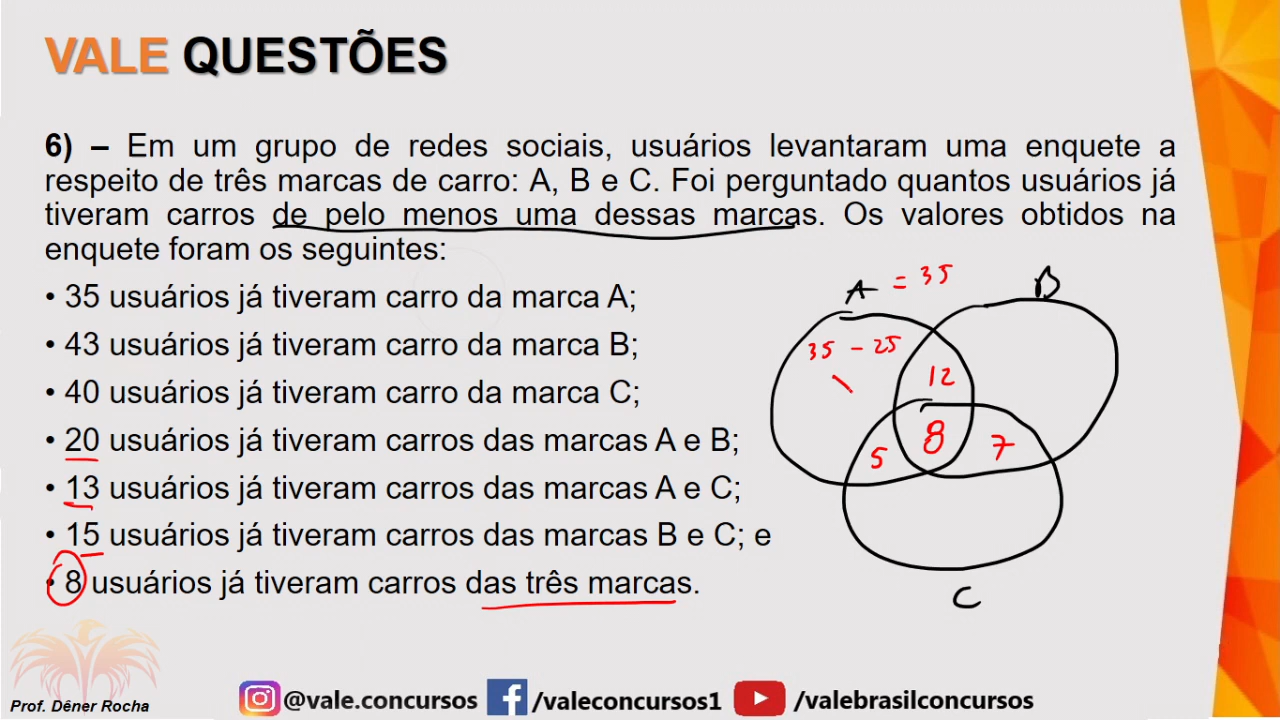 VALE QUESTÕES
6) – Em um grupo de redes sociais, usuários levantaram uma enquete a
respeito de três marcas de carro: A, B e C. Foi perguntado quantos usuários já
tiveram carros de pelo menos uma dessas marcas. Os valores obtidos na
enquete foram os seguintes:
• 35 usuários já tiveram carro da marca A;
• 43 usuários já tiveram carro da marca B;
• 40 usuários já tiveram carro da marca C;
• 20 usuários já tiveram carros das marcas A e B;
• 13 usuários já tiveram carros das marcas A e C;
• 15 usuários já tiveram carros das marcas B e C; e
• 8 usuários já tiveram carros das três marcas.
A = 35
B
35 - 25
12
5 8 7
C
Prof. Dêner Rocha
@vale.concursos /valeconcursos1 /valebrasilconcursos